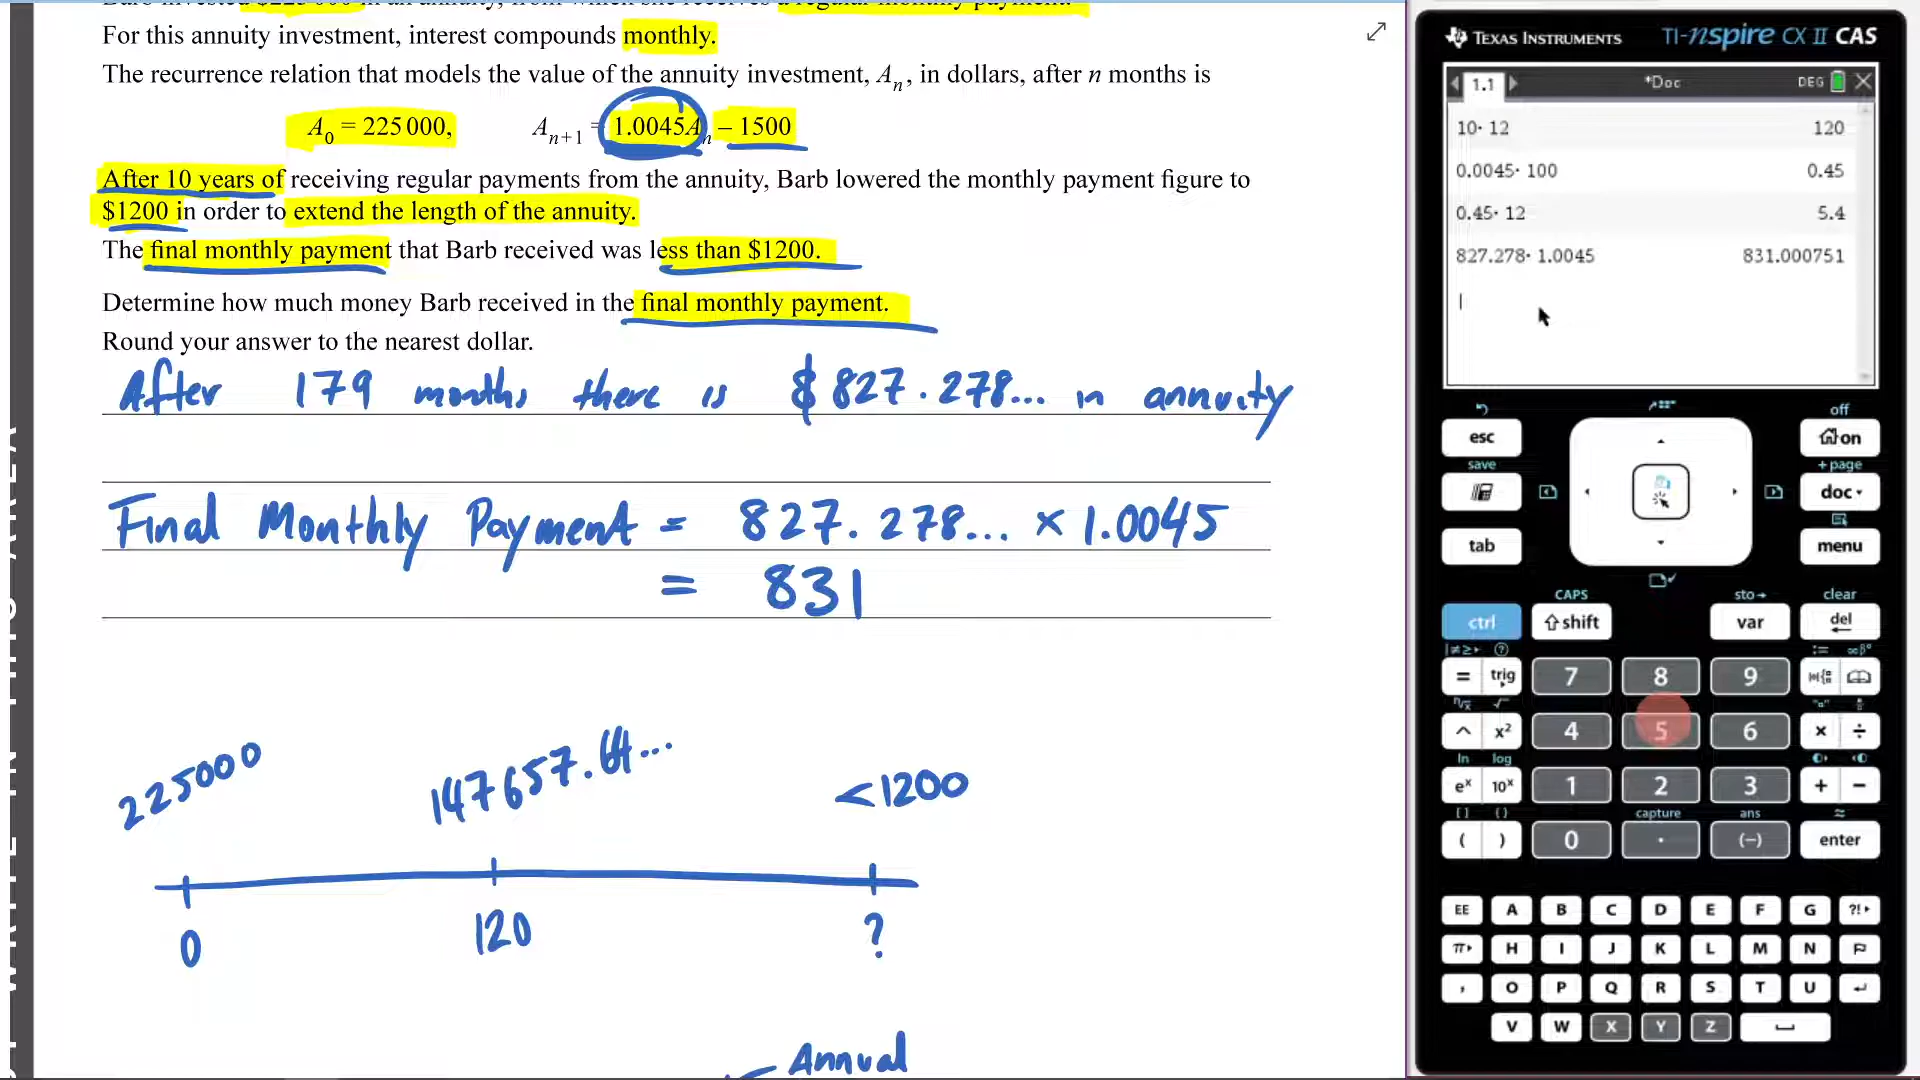 For this annuity investment, interest compounds monthly.
The recurrence relation that models the value of the annuity investment, Aₙ, in dollars, after n months is
A₀ = 225 000, Aₙ₊₁ = 1.0045Aₙ – 1500
After 10 years of receiving regular payments from the annuity, Barb lowered the monthly payment figure to
$1200 in order to extend the length of the annuity.
The final monthly payment that Barb received was less than $1200.
Determine how much money Barb received in the final monthly payment.
Round your answer to the nearest dollar.
After 179 months there is $827.278... in annuity
Final Monthly Payment = 827.278... × 1.0045
= 831
225000 147657.64... <1200
0 120 ?
Annual
TEXAS INSTRUMENTS TI-nspire CX II CAS
1.1 *Doc DEG
10· 12 120
0.0045· 100 0.45
0.45· 12 5.4
827.278· 1.0045 831.000751
off
esc on
save + page
doc
tab menu
CAPS sto→ clear
ctrl shift var del
= trig 7 8 9
^ x² 4 5 6 × ÷
ln log
eˣ 10ˣ 1 2 3 + −
[ ] { } capture ans ≈
( ) 0 . (−) enter
EE A B C D E F G ?!
π H I J K L M N
, O P Q R S T U
V W X Y Z